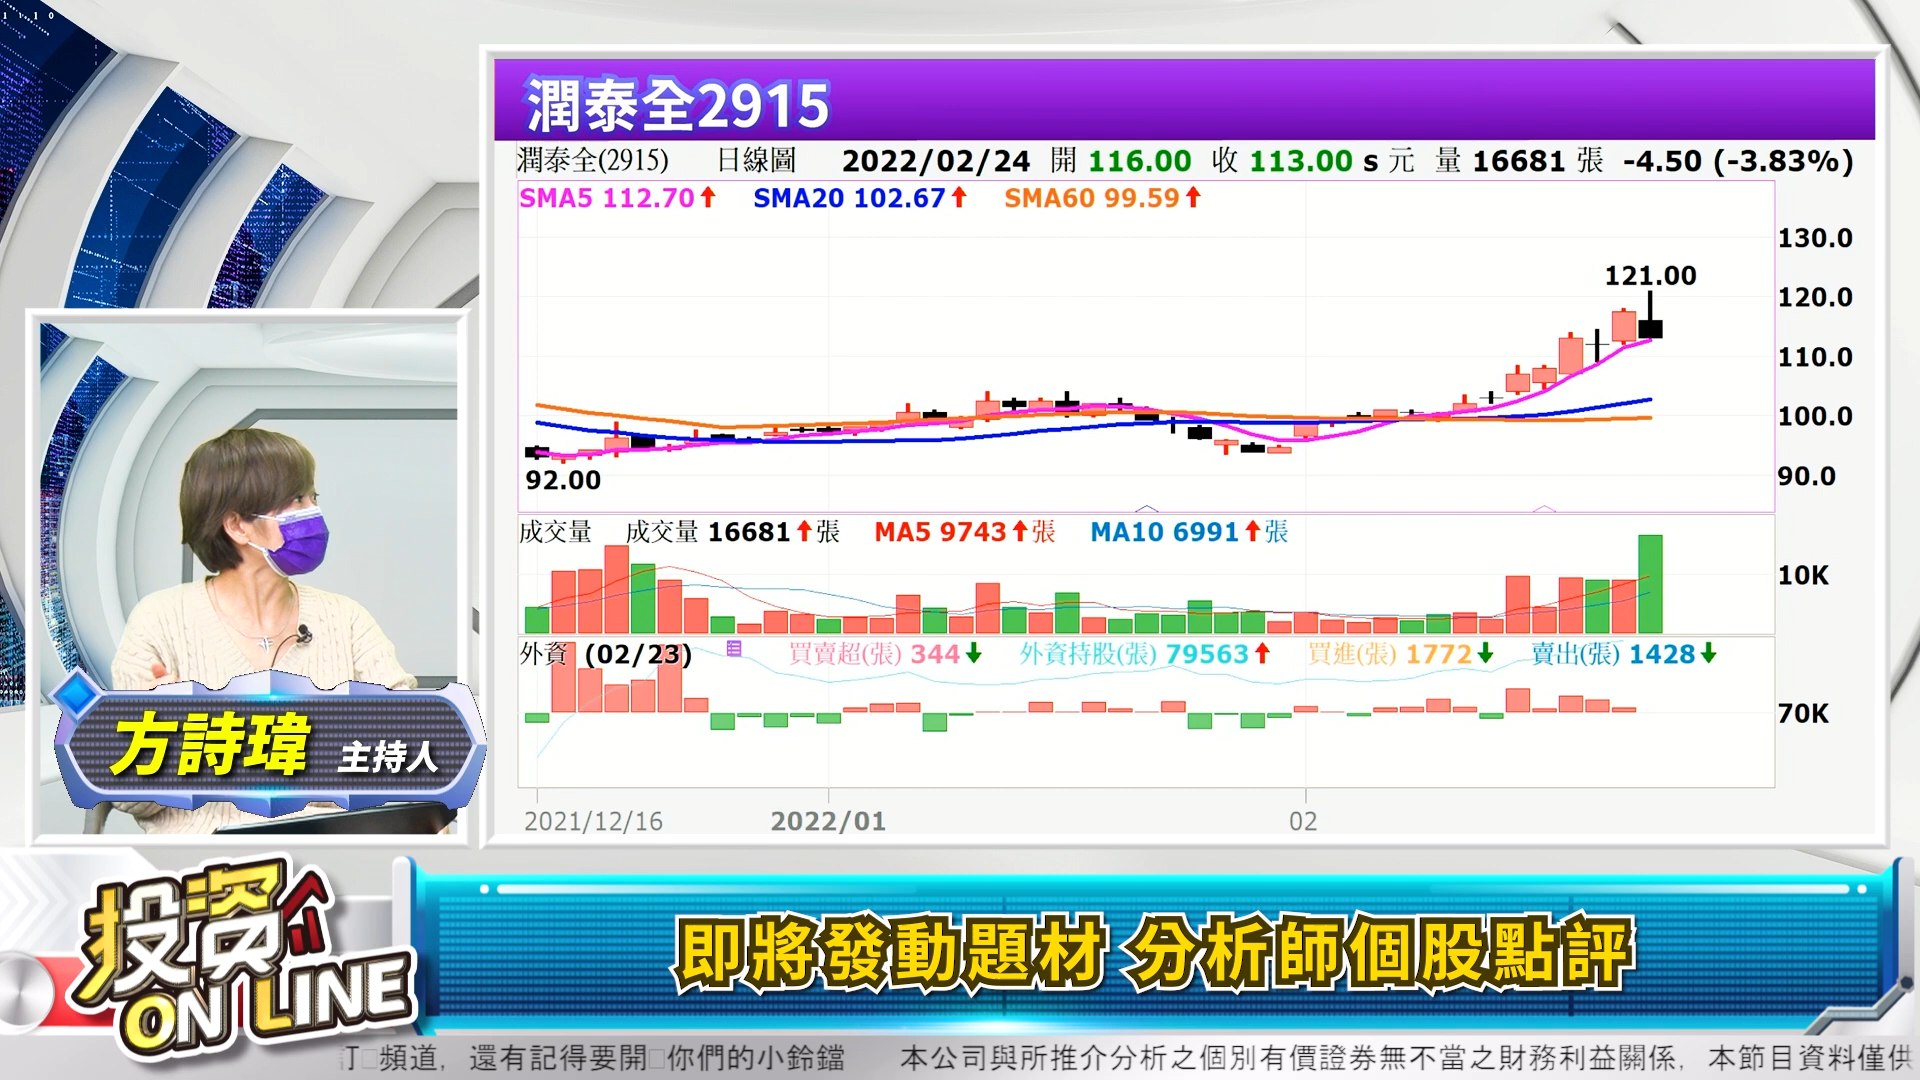 1 1 1 0
潤泰全2915
潤泰全(2915) 日線圖 2022/02/24 開 116.00 收 113.00 s 元 量 16681 張 -4.50 (-3.83%)
SMA5 112.70↑ SMA20 102.67↑ SMA60 99.59↑
130.0
121.00
120.0
110.0
100.0
90.0
92.00
成交量 成交量 16681↑張 MA5 9743↑張 MA10 6991↑張
10K
外資 (02/23) 買賣超(張) 344↓ 外資持股(張) 79563↑ 買進(張) 1772↓ 賣出(張) 1428↓
70K
2021/12/16 2022/01 02
方詩瑋 主持人
投資
ON LINE
即將發動題材 分析師個股點評
訂□頻道，還有記得要開□你們的小鈴鐺 本公司與所推介分析之個別有價證券無不當之財務利益關係，本節目資料僅供